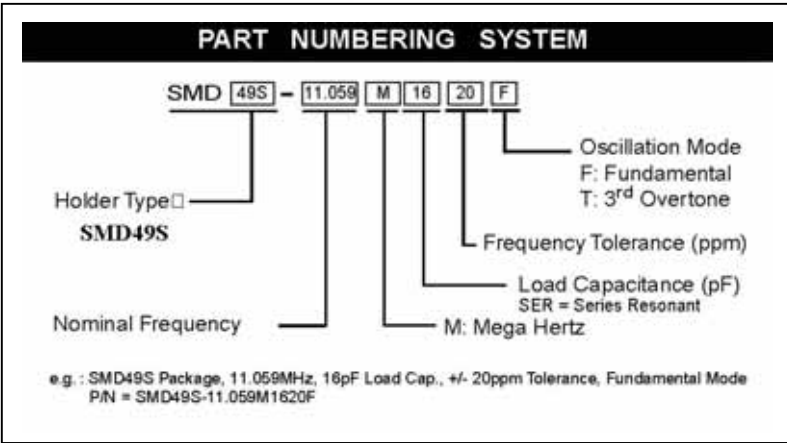 PART NUMBERING SYSTEM
SMD 49S - 11.059 M 16 20 F
Oscillation Mode
F: Fundamental
T: 3rd Overtone
Holder Type□
SMD49S
Frequency Tolerance (ppm)
Load Capacitance (pF)
SER = Series Resonant
Nominal Frequency
M: Mega Hertz
e.g. : SMD49S Package, 11.059MHz, 16pF Load Cap., +/- 20ppm Tolerance, Fundamental Mode
P/N = SMD49S-11.059M1620F